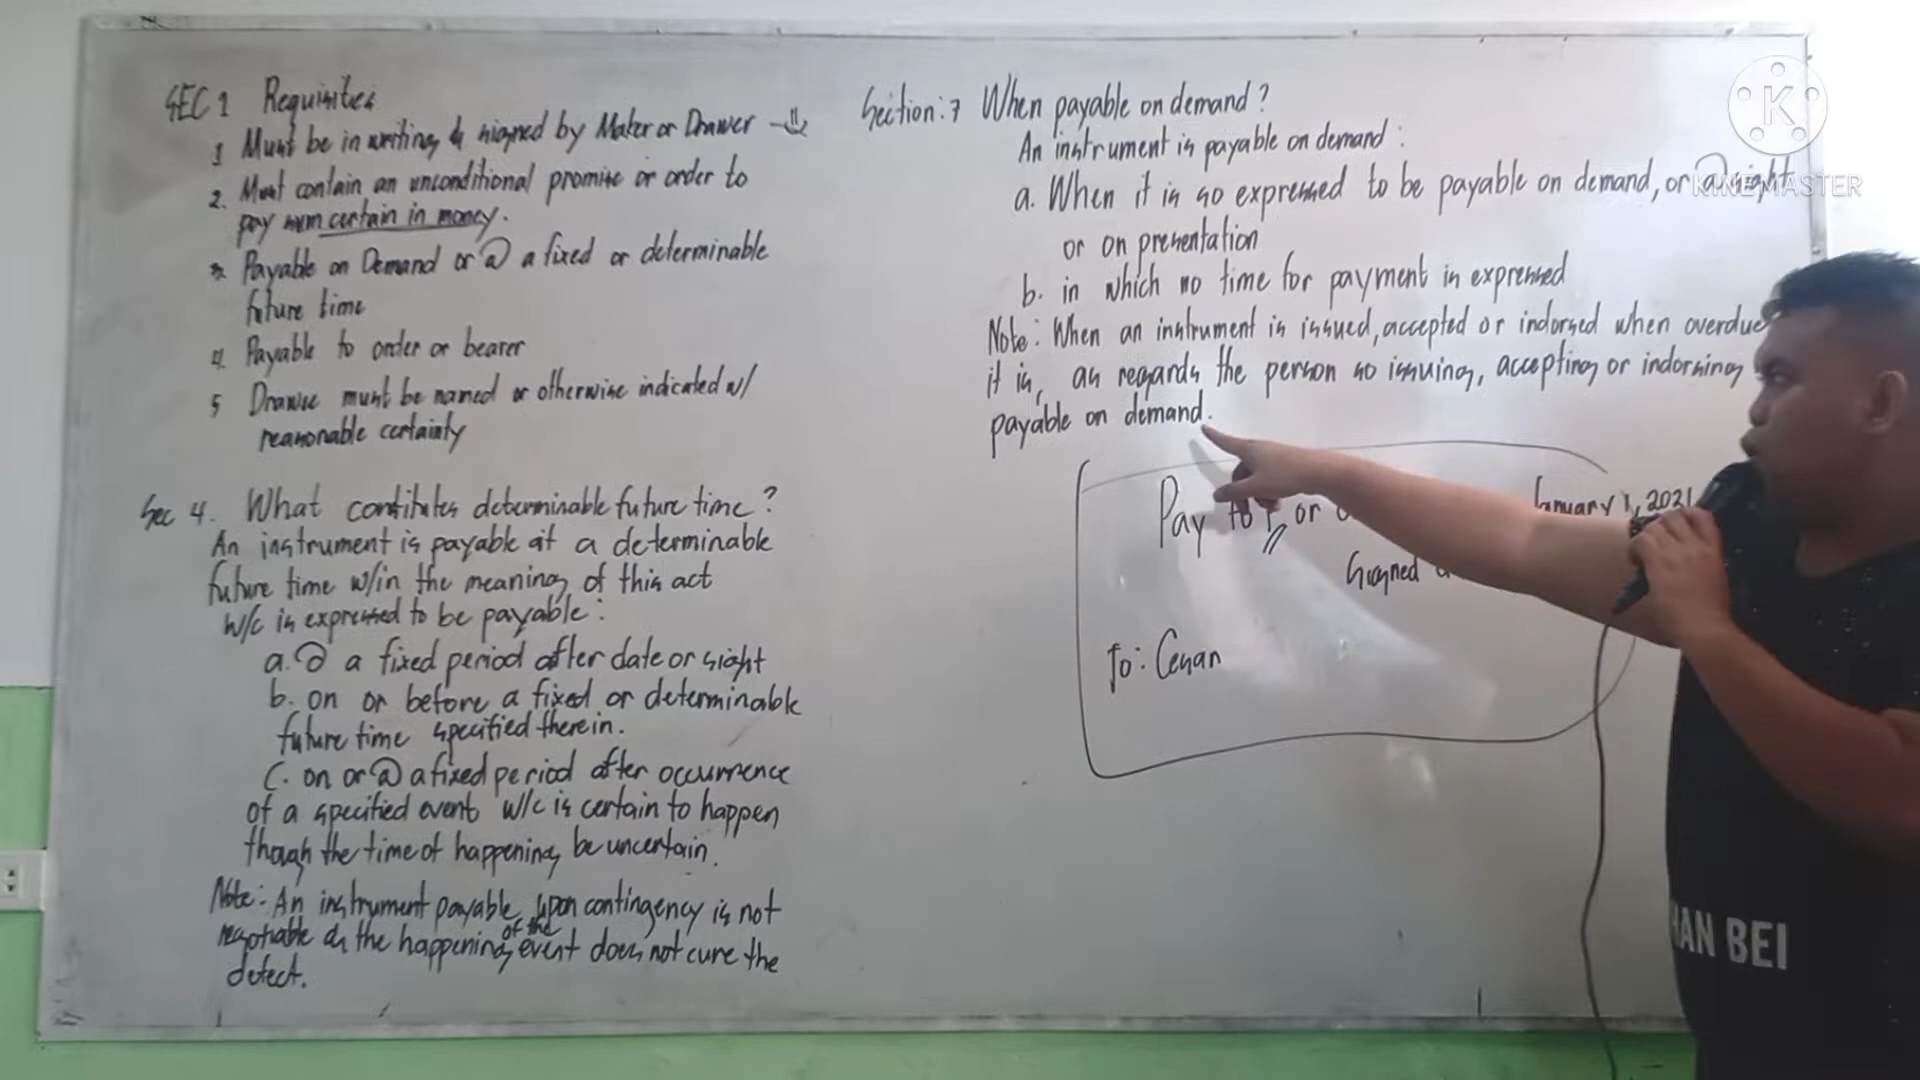 SEC 1 Requisities
1 Must be in writing & signed by Maker or Drawer
2. Must contain an unconditional promise or order to
pay sum certain in money.
3. Payable on Demand or @ a fixed or determinable
future time
4. Payable to order or bearer
5 Drawee must be named or otherwise indicated w/
reasonable certainty
Sec 4. What contitutes determinable future time?
An instrument is payable at a determinable
future time w/in the meaning of this act
w/c is expressed to be payable:
a. @ a fixed period after date or sight
b. on or before a fixed or determinable
future time specified therein.
C. on or @ a fixed period after occurrence
of a specified event w/c is certain to happen
though the time of happening be uncertain.
Note: An instrument payable upon contingency is not
negotiable & the happening of the event does not cure the
defect.
Section: 7 When payable on demand?
An instrument is payable on demand:
a. When it is so expressed to be payable on demand, or @ sight
or on presentation
b. in which no time for payment is expressed
Note: When an instrument is issued, accepted or indorsed when overdue
it is, as regards the person so issuing, accepting or indorsing
payable on demand.
January 1, 2021
Pay to P or
Signed
To: Cesar
KINEMASTER
K
HAN BEI